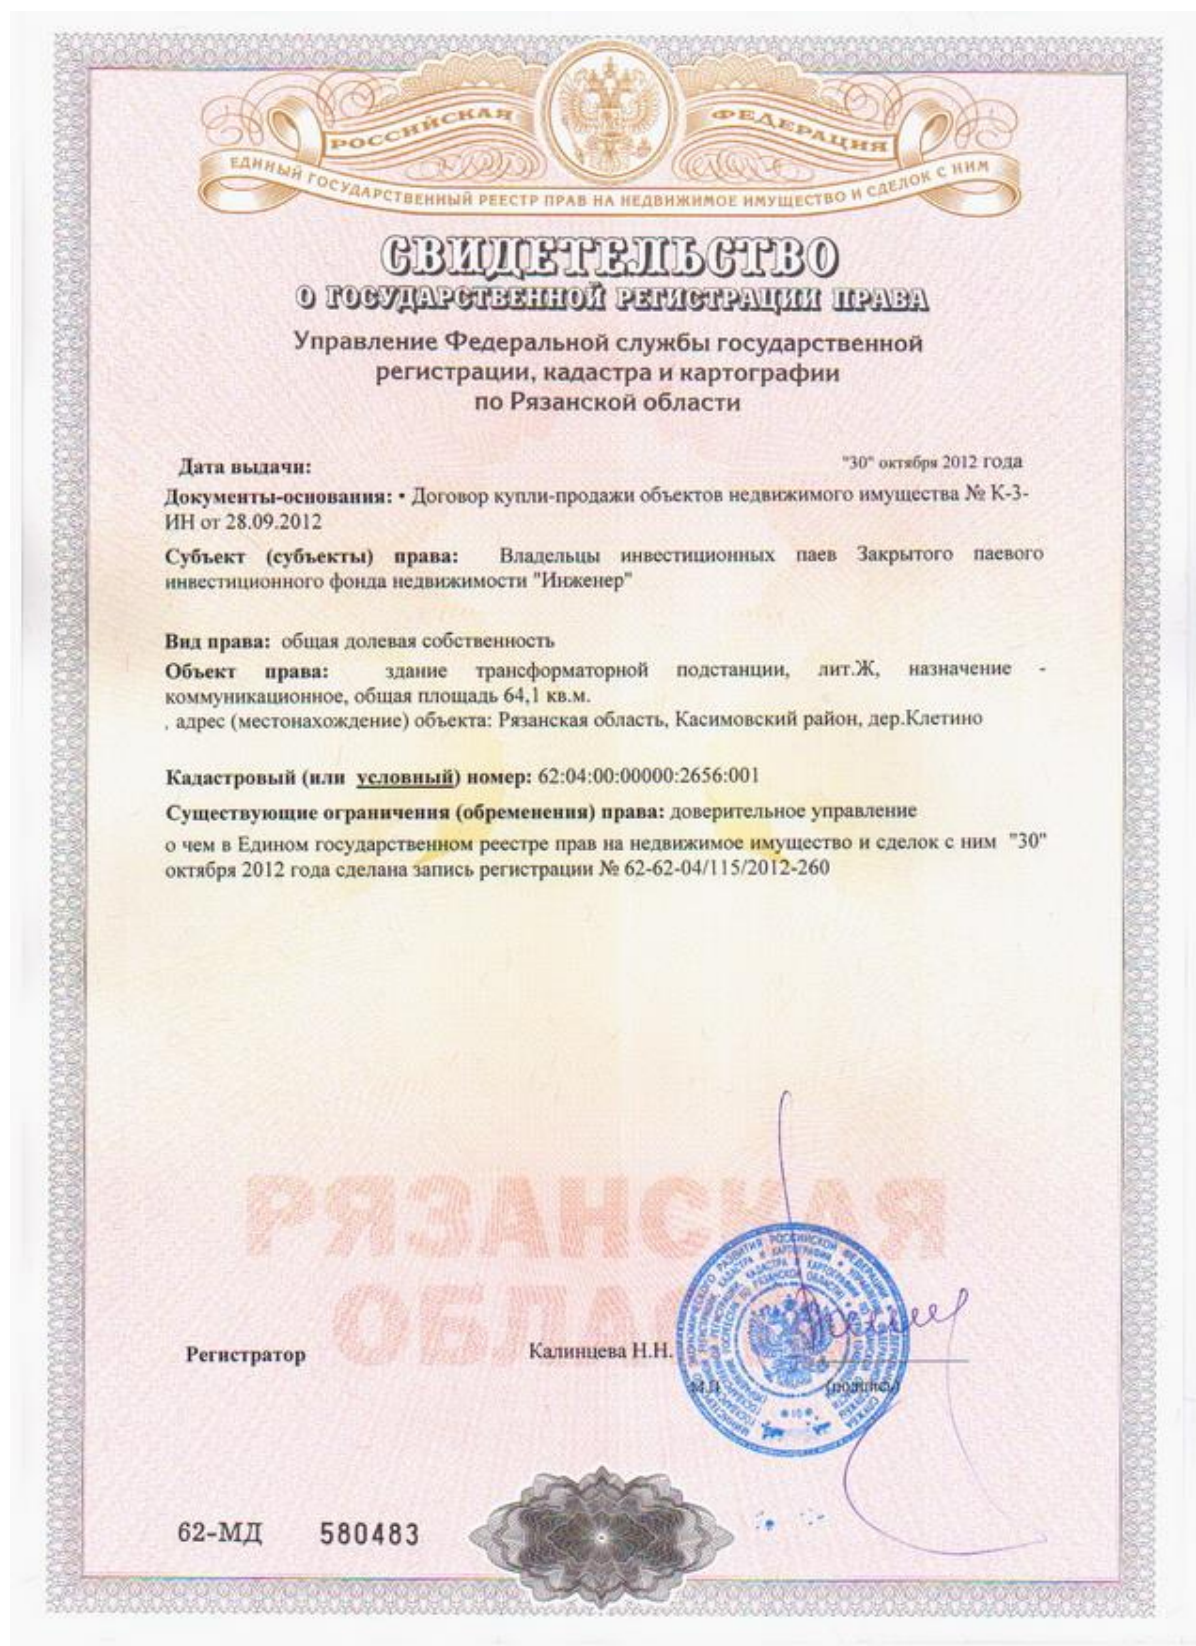 РОССИЙСКАЯ ФЕДЕРАЦИЯ
ЕДИНЫЙ ГОСУДАРСТВЕННЫЙ РЕЕСТР ПРАВ НА НЕДВИЖИМОЕ ИМУЩЕСТВО И СДЕЛОК С НИМ
СВИДЕТЕЛЬСТВО
О ГОСУДАРСТВЕННОЙ РЕГИСТРАЦИИ ПРАВА
Управление Федеральной службы государственной
регистрации, кадастра и картографии
по Рязанской области
Дата выдачи: "30" октября 2012 года
Документы-основания: • Договор купли-продажи объектов недвижимого имущества № К-3-
ИН от 28.09.2012
Субъект (субъекты) права: Владельцы инвестиционных паев Закрытого паевого
инвестиционного фонда недвижимости "Инженер"
Вид права: общая долевая собственность
Объект права: здание трансформаторной подстанции, лит.Ж, назначение -
коммуникационное, общая площадь 64,1 кв.м.
, адрес (местонахождение) объекта: Рязанская область, Касимовский район, дер.Клетино
Кадастровый (или условный) номер: 62:04:00:00000:2656:001
Существующие ограничения (обременения) права: доверительное управление
о чем в Едином государственном реестре прав на недвижимое имущество и сделок с ним "30"
октября 2012 года сделана запись регистрации № 62-62-04/115/2012-260
РЯЗАНСКАЯ
Регистратор Калинцева Н.Н.
М.П. (подпись)
62-МД 580483